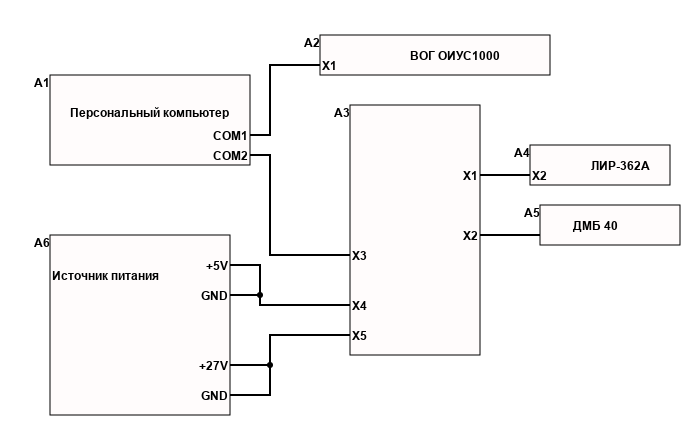 A1
Персональный компьютер
COM1
COM2
A2
ВОГ ОИУС1000
X1
A3
X1
X2
X3
X4
X5
A4
ЛИР-362А
X2
A5
ДМБ 40
A6
Источник питания
+5V
GND
+27V
GND